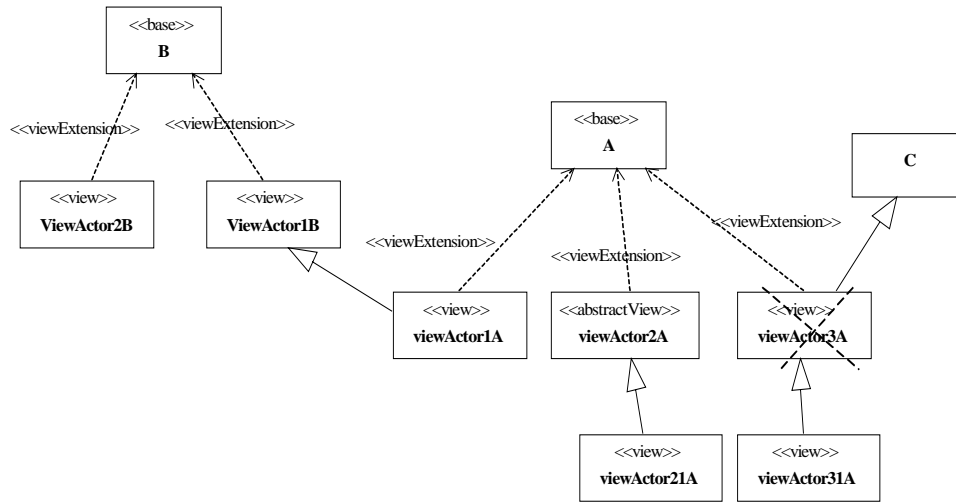 <<base>>
B
<<viewExtension>>
<<viewExtension>>
<<base>>
A
C
<<view>>
ViewActor2B
<<view>>
ViewActor1B
<<viewExtension>>
<<viewExtension>>
<<viewExtension>>
<<view>>
viewActor1A
<<abstractView>>
viewActor2A
<<view>>
viewActor3A
<<view>>
viewActor21A
<<view>>
viewActor31A